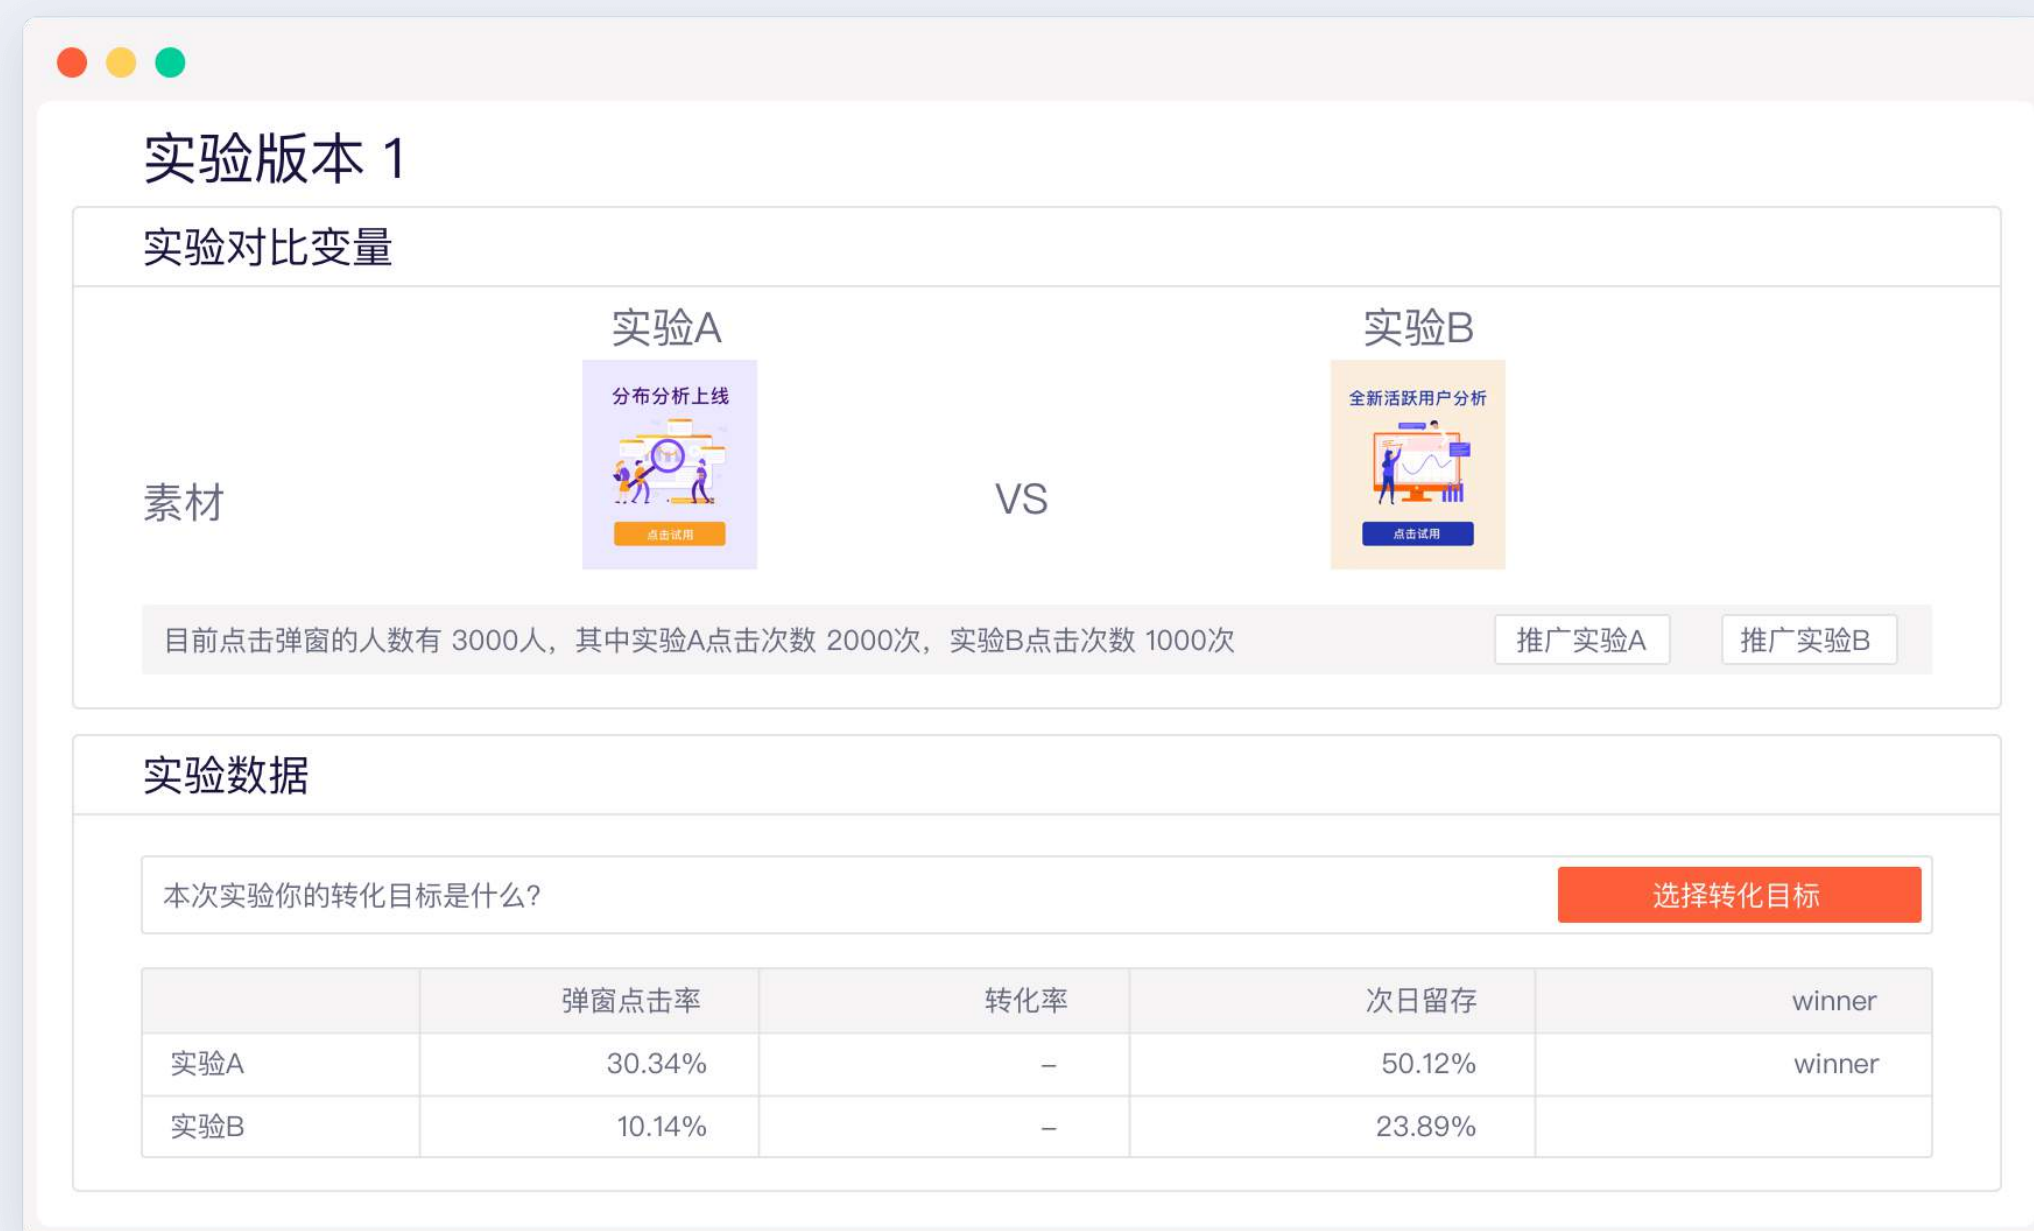 实验版本 1
实验对比变量
实验A
实验B
分布分析上线
全新活跃用户分析
素材
VS
点击试用
点击试用
目前点击弹窗的人数有 3000人，其中实验A点击次数 2000次，实验B点击次数 1000次
推广实验A
推广实验B
实验数据
本次实验你的转化目标是什么?
选择转化目标
弹窗点击率 转化率 次日留存 winner
实验A 30.34% – 50.12% winner
实验B 10.14% – 23.89%